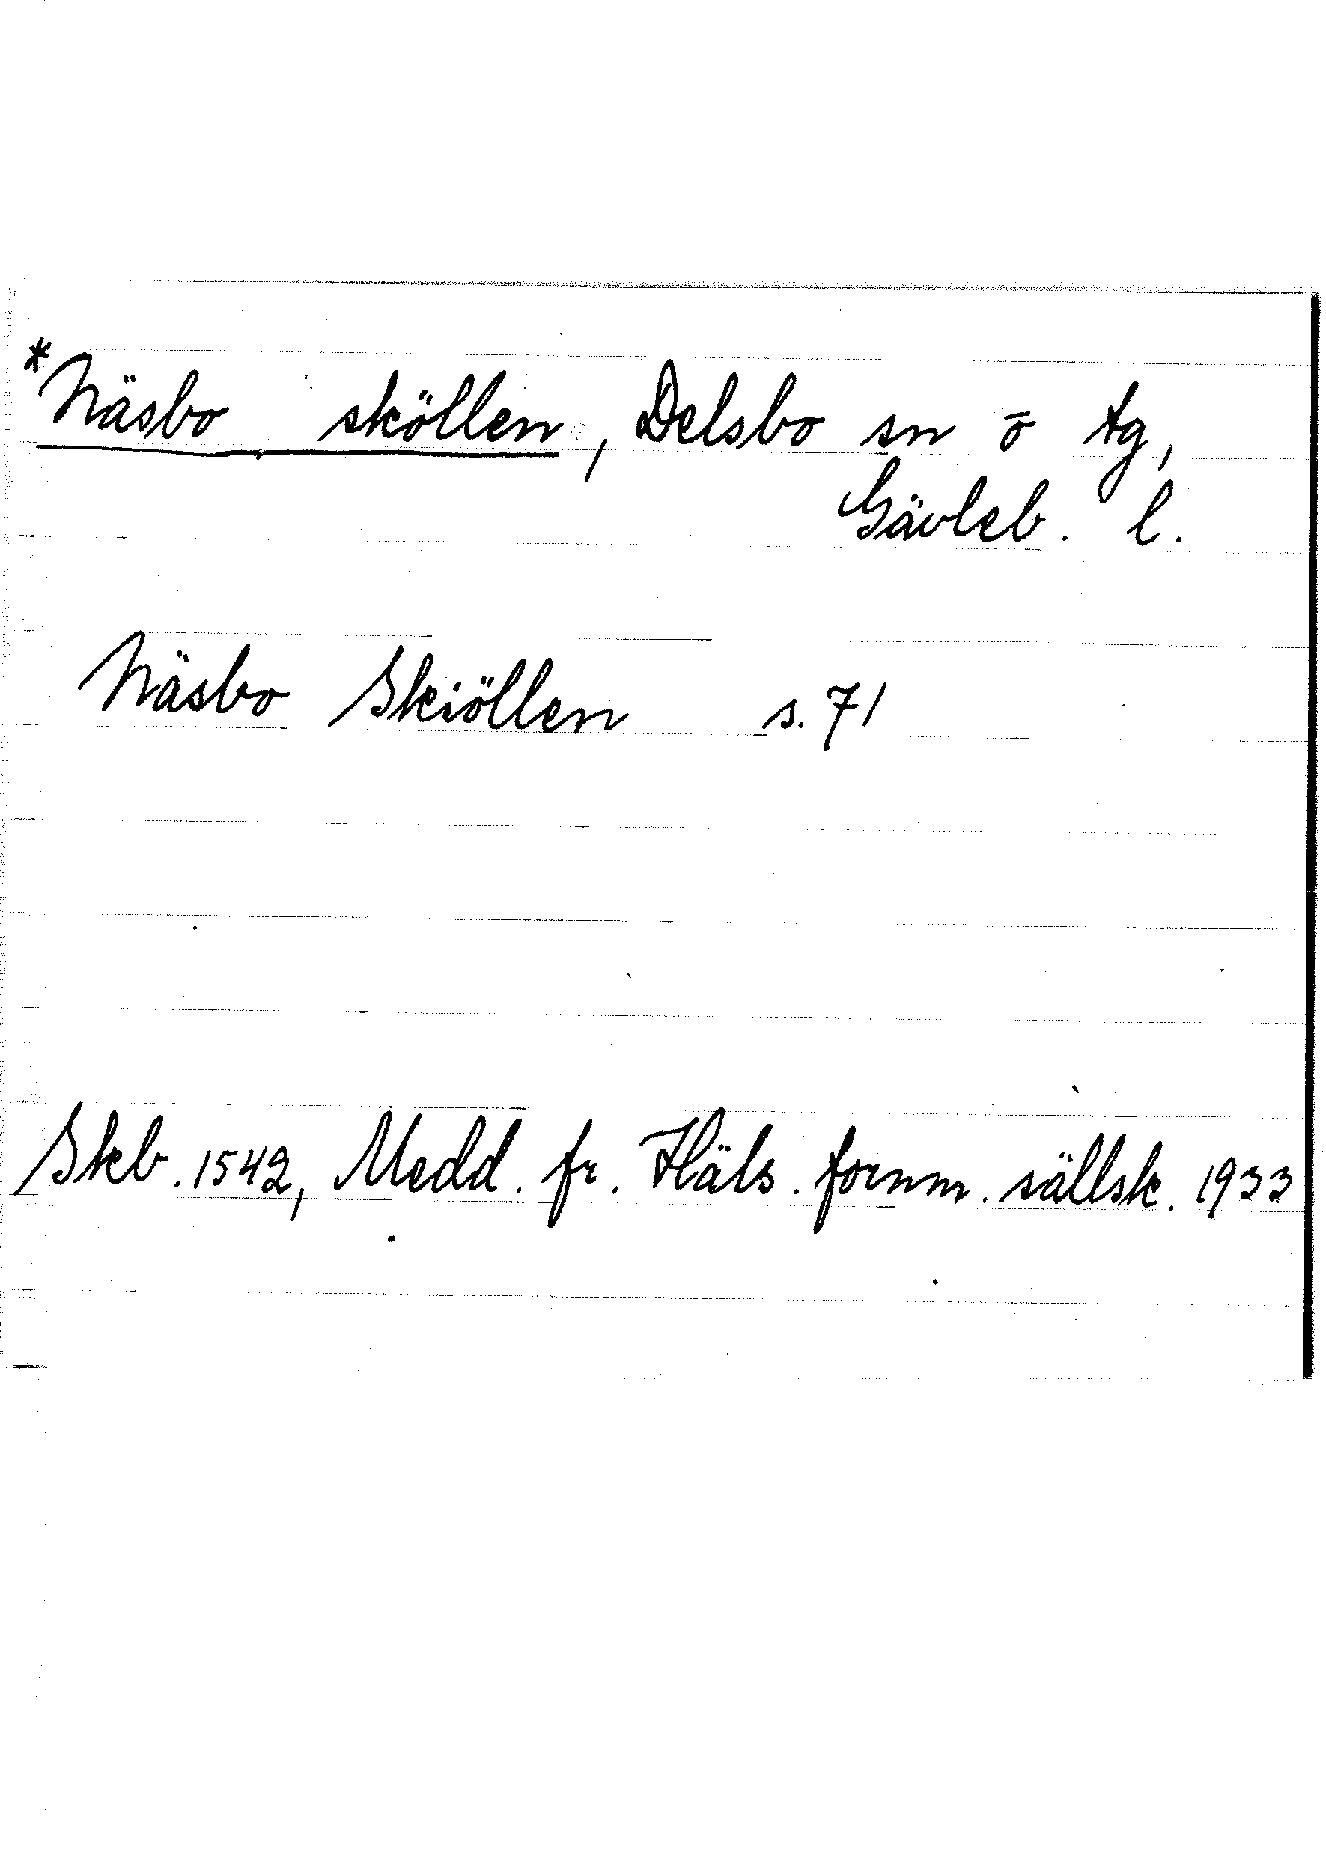 *Näsbo sköllen, Delsbo sn o tg,
Gävleb. l.
Näsbo Skiöllen s. 71
Skb. 1542, Medd. fr. Häls. fornm. sällsk. 1933